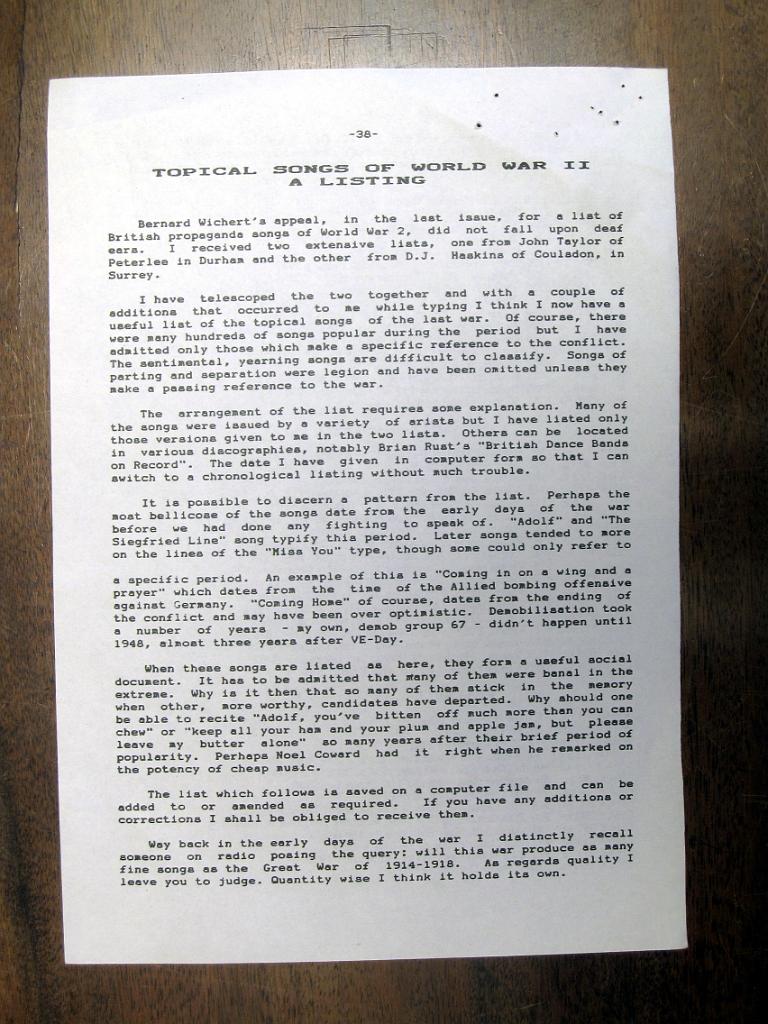 -38-
TOPICAL SONGS OF WORLD WAR II
A LISTING
Bernard Wichert's appeal, in the last issue, for a list of
British propaganda songs of World War 2, did not fall upon deaf
ears. I received two extensive lists, one from John Taylor of
Peterlee in Durham and the other from D.J. Haskins of Coulsdon, in
Surrey.
I have telescoped the two together and with a couple of
additions that occurred to me while typing I think I now have a
useful list of the topical songs of the last war. Of course, there
were many hundreds of songs popular during the period but I have
admitted only those which make a specific reference to the conflict.
The sentimental, yearning songs are difficult to classify. Songs of
parting and separation were legion and have been omitted unless they
make a passing reference to the war.
The arrangement of the list requires some explanation. Many of
the songs were issued by a variety of arists but I have listed only
those versions given to me in the two lists. Others can be located
in various discographies, notably Brian Rust's "British Dance Bands
on Record". The date I have given in computer form so that I can
switch to a chronological listing without much trouble.
It is possible to discern a pattern from the list. Perhaps the
most bellicose of the songs date from the early days of the war
before we had done any fighting to speak of. "Adolf" and "The
Siegfried Line" song typify this period. Later songs tended to more
on the lines of the "Miss You" type, though some could only refer to
a specific period. An example of this is "Coming in on a wing and a
prayer" which dates from the time of the Allied bombing offensive
against Germany. "Coming Home" of course, dates from the ending of
the conflict and may have been over optimistic. Demobilisation took
a number of years - my own, demob group 67 - didn't happen until
1948, almost three years after VE-Day.
When these songs are listed as here, they form a useful social
document. It has to be admitted that many of them were banal in the
extreme. Why is it then that so many of them stick in the memory
when other, more worthy, candidates have departed. Why should one
be able to recite "Adolf, you've bitten off much more than you can
chew" or "keep all your ham and your plum and apple jam, but please
leave my butter alone" so many years after their brief period of
popularity. Perhaps Noel Coward had it right when he remarked on
the potency of cheap music.
The list which follows is saved on a computer file and can be
added to or amended as required. If you have any additions or
corrections I shall be obliged to receive them.
Way back in the early days of the war I distinctly recall
someone on radio posing the query: will this war produce as many
fine songs as the Great War of 1914-1918. As regards quality I
leave you to judge. Quantity wise I think it holds its own.